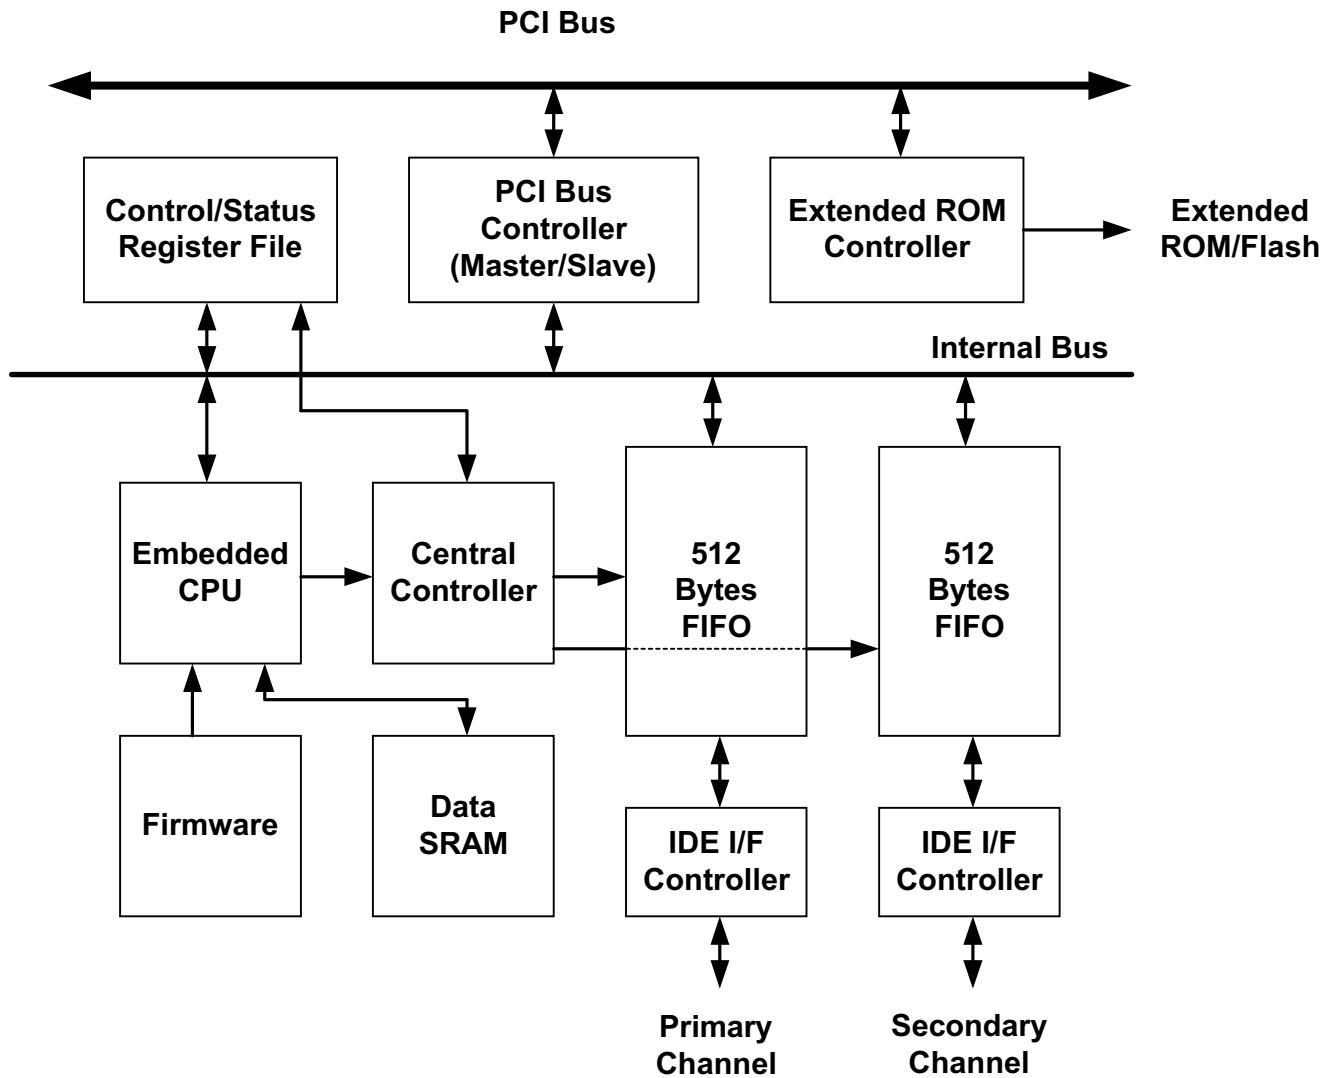 PCI Bus
Control/Status
Register File
PCI Bus
Controller
(Master/Slave)
Extended ROM
Controller
Extended
ROM/Flash
Internal Bus
Embedded
CPU
Central
Controller
512
Bytes
FIFO
512
Bytes
FIFO
Firmware
Data
SRAM
IDE I/F
Controller
IDE I/F
Controller
Primary
Channel
Secondary
Channel